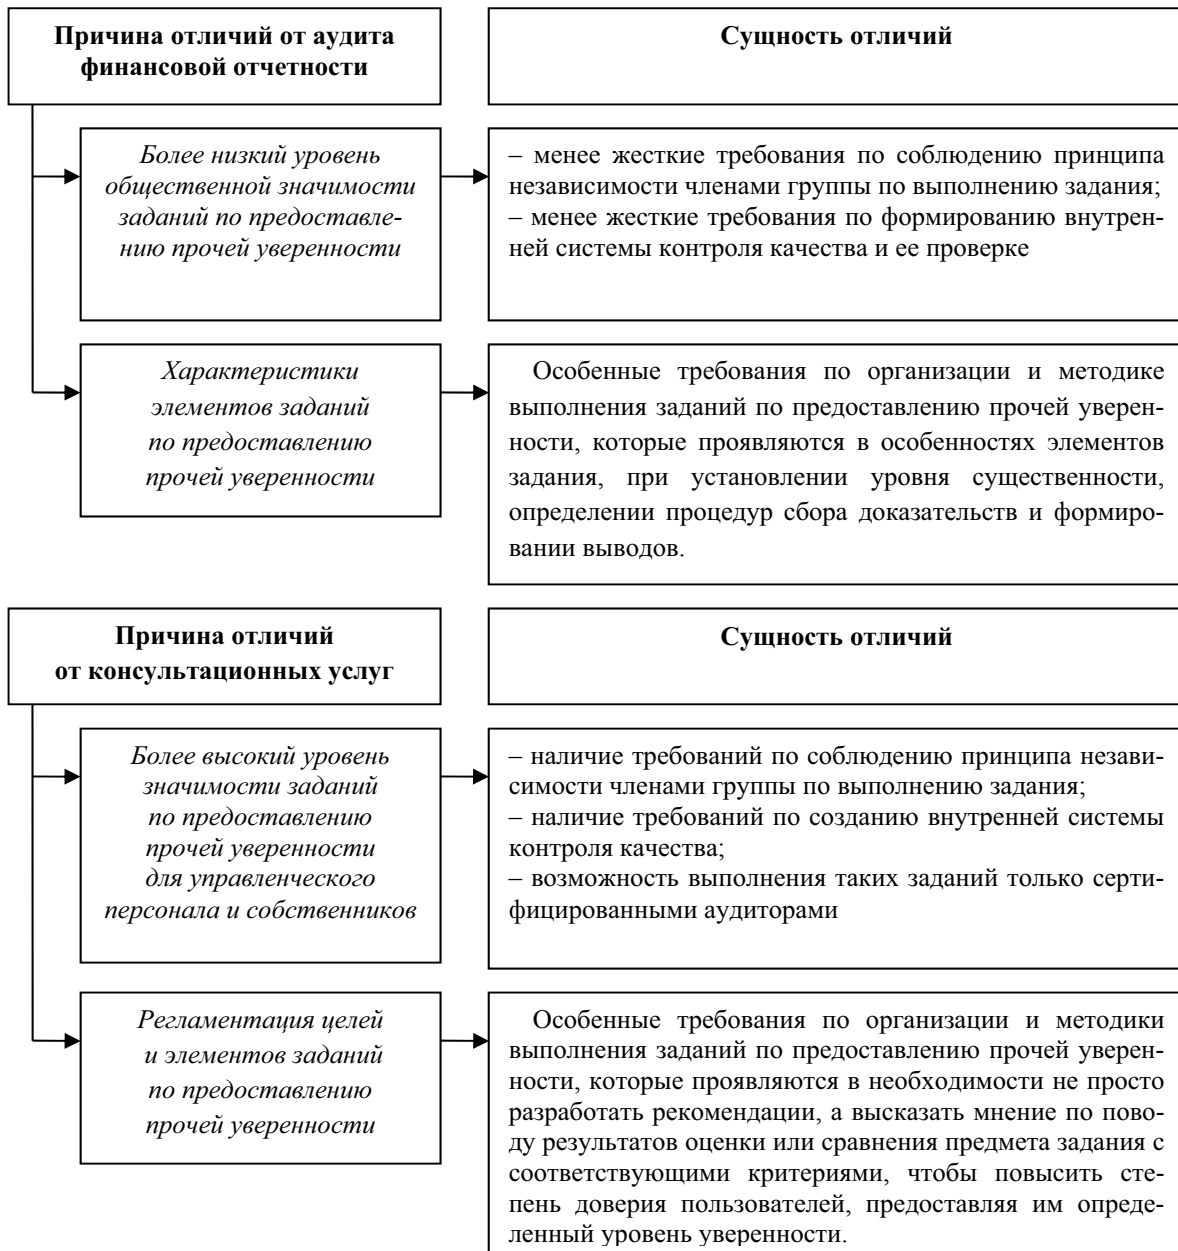 Причина отличий от аудита
финансовой отчетности
Сущность отличий
Более низкий уровень
общественной значимости
заданий по предоставле-
нию прочей уверенности
– менее жесткие требования по соблюдению принципа
независимости членами группы по выполнению задания;
– менее жесткие требования по формированию внутрен-
ней системы контроля качества и ее проверке
Характеристики
элементов заданий
по предоставлению
прочей уверенности
Особенные требования по организации и методике
выполнения заданий по предоставлению прочей уверен-
ности, которые проявляются в особенностях элементов
задания, при установлении уровня существенности,
определении процедур сбора доказательств и формиро-
вании выводов.
Причина отличий
от консультационных услуг
Сущность отличий
Более высокий уровень
значимости заданий
по предоставлению
прочей уверенности
для управленческого
персонала и собственников
– наличие требований по соблюдению принципа незави-
симости членами группы по выполнению задания;
– наличие требований по созданию внутренней системы
контроля качества;
– возможность выполнения таких заданий только серти-
фицированными аудиторами
Регламентация целей
и элементов заданий
по предоставлению
прочей уверенности
Особенные требования по организации и методики
выполнения заданий по предоставлению прочей уверен-
ности, которые проявляются в необходимости не просто
разработать рекомендации, а высказать мнение по пово-
ду результатов оценки или сравнения предмета задания с
соответствующими критериями, чтобы повысить сте-
пень доверия пользователей, предоставляя им опреде-
ленный уровень уверенности.